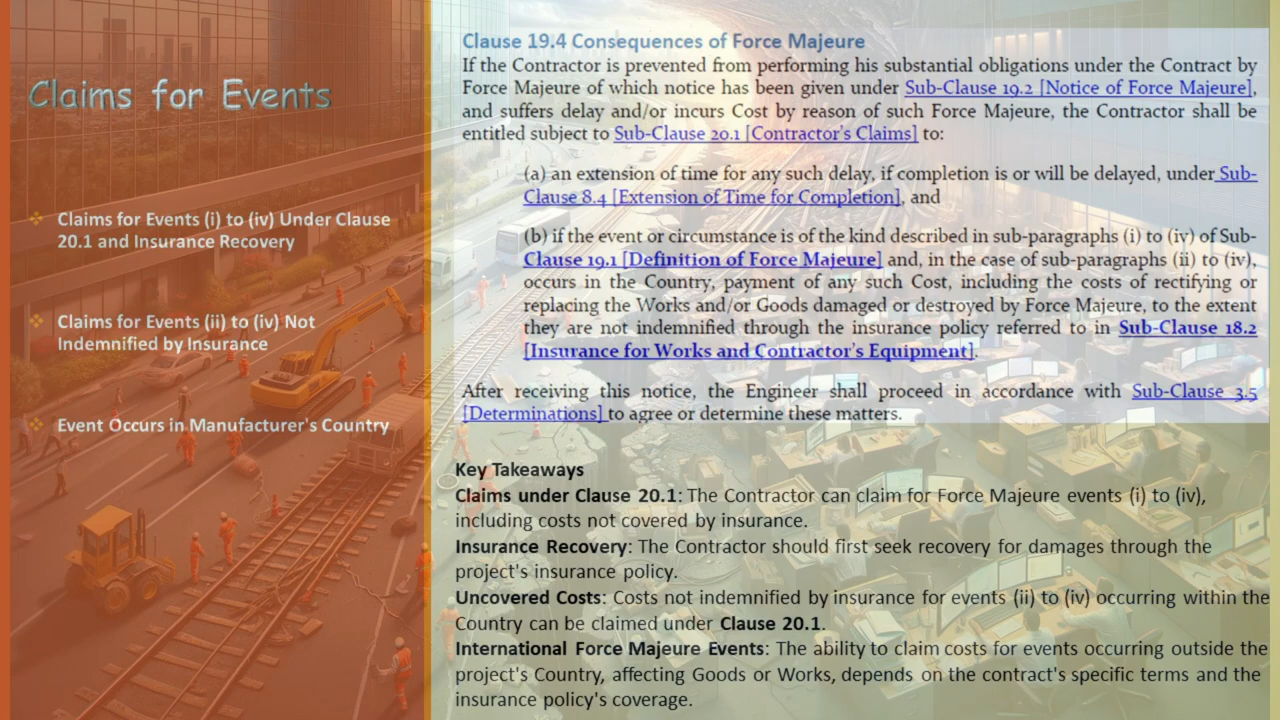 Claims for Events
Claims for Events (i) to (iv) Under Clause
20.1 and Insurance Recovery
Claims for Events (ii) to (iv) Not
Indemnified by Insurance
Event Occurs in Manufacturer's Country
Clause 19.4 Consequences of Force Majeure
If the Contractor is prevented from performing his substantial obligations under the Contract by
Force Majeure of which notice has been given under Sub-Clause 19.2 [Notice of Force Majeure],
and suffers delay and/or incurs Cost by reason of such Force Majeure, the Contractor shall be
entitled subject to Sub-Clause 20.1 [Contractor's Claims] to:
(a) an extension of time for any such delay, if completion is or will be delayed, under Sub-
Clause 8.4 [Extension of Time for Completion], and
(b) if the event or circumstance is of the kind described in sub-paragraphs (i) to (iv) of Sub-
Clause 19.1 [Definition of Force Majeure] and, in the case of sub-paragraphs (ii) to (iv),
occurs in the Country, payment of any such Cost, including the costs of rectifying or
replacing the Works and/or Goods damaged or destroyed by Force Majeure, to the extent
they are not indemnified through the insurance policy referred to in Sub-Clause 18.2
[Insurance for Works and Contractor's Equipment].
After receiving this notice, the Engineer shall proceed in accordance with Sub-Clause 3.5
[Determinations] to agree or determine these matters.
Key Takeaways
Claims under Clause 20.1: The Contractor can claim for Force Majeure events (i) to (iv),
including costs not covered by insurance.
Insurance Recovery: The Contractor should first seek recovery for damages through the
project's insurance policy.
Uncovered Costs: Costs not indemnified by insurance for events (ii) to (iv) occurring within the
Country can be claimed under Clause 20.1.
International Force Majeure Events: The ability to claim costs for events occurring outside the
project's Country, affecting Goods or Works, depends on the contract's specific terms and the
insurance policy's coverage.